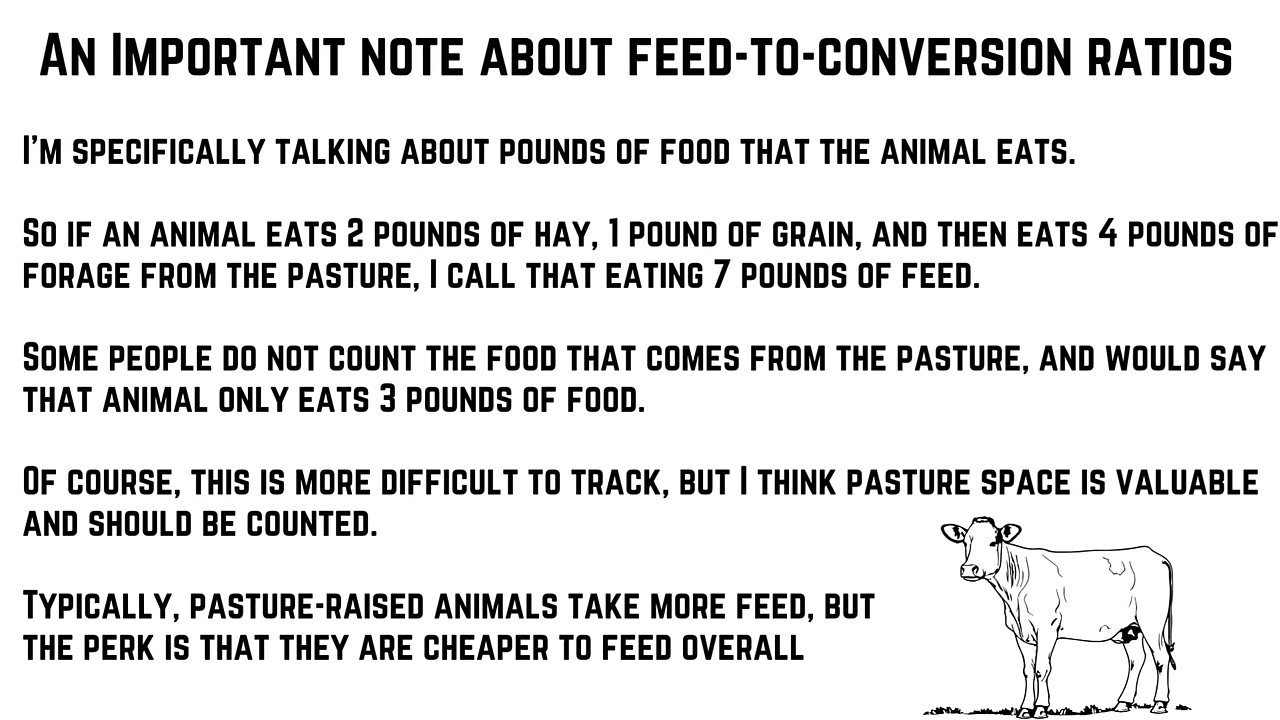 An Important note about feed-to-conversion ratios
I'm specifically talking about pounds of food that the animal eats.
So if an animal eats 2 pounds of hay, 1 pound of grain, and then eats 4 pounds of
forage from the pasture, I call that eating 7 pounds of feed.
Some people do not count the food that comes from the pasture, and would say
that animal only eats 3 pounds of food.
Of course, this is more difficult to track, but I think pasture space is valuable
and should be counted.
Typically, pasture-raised animals take more feed, but
the perk is that they are cheaper to feed overall